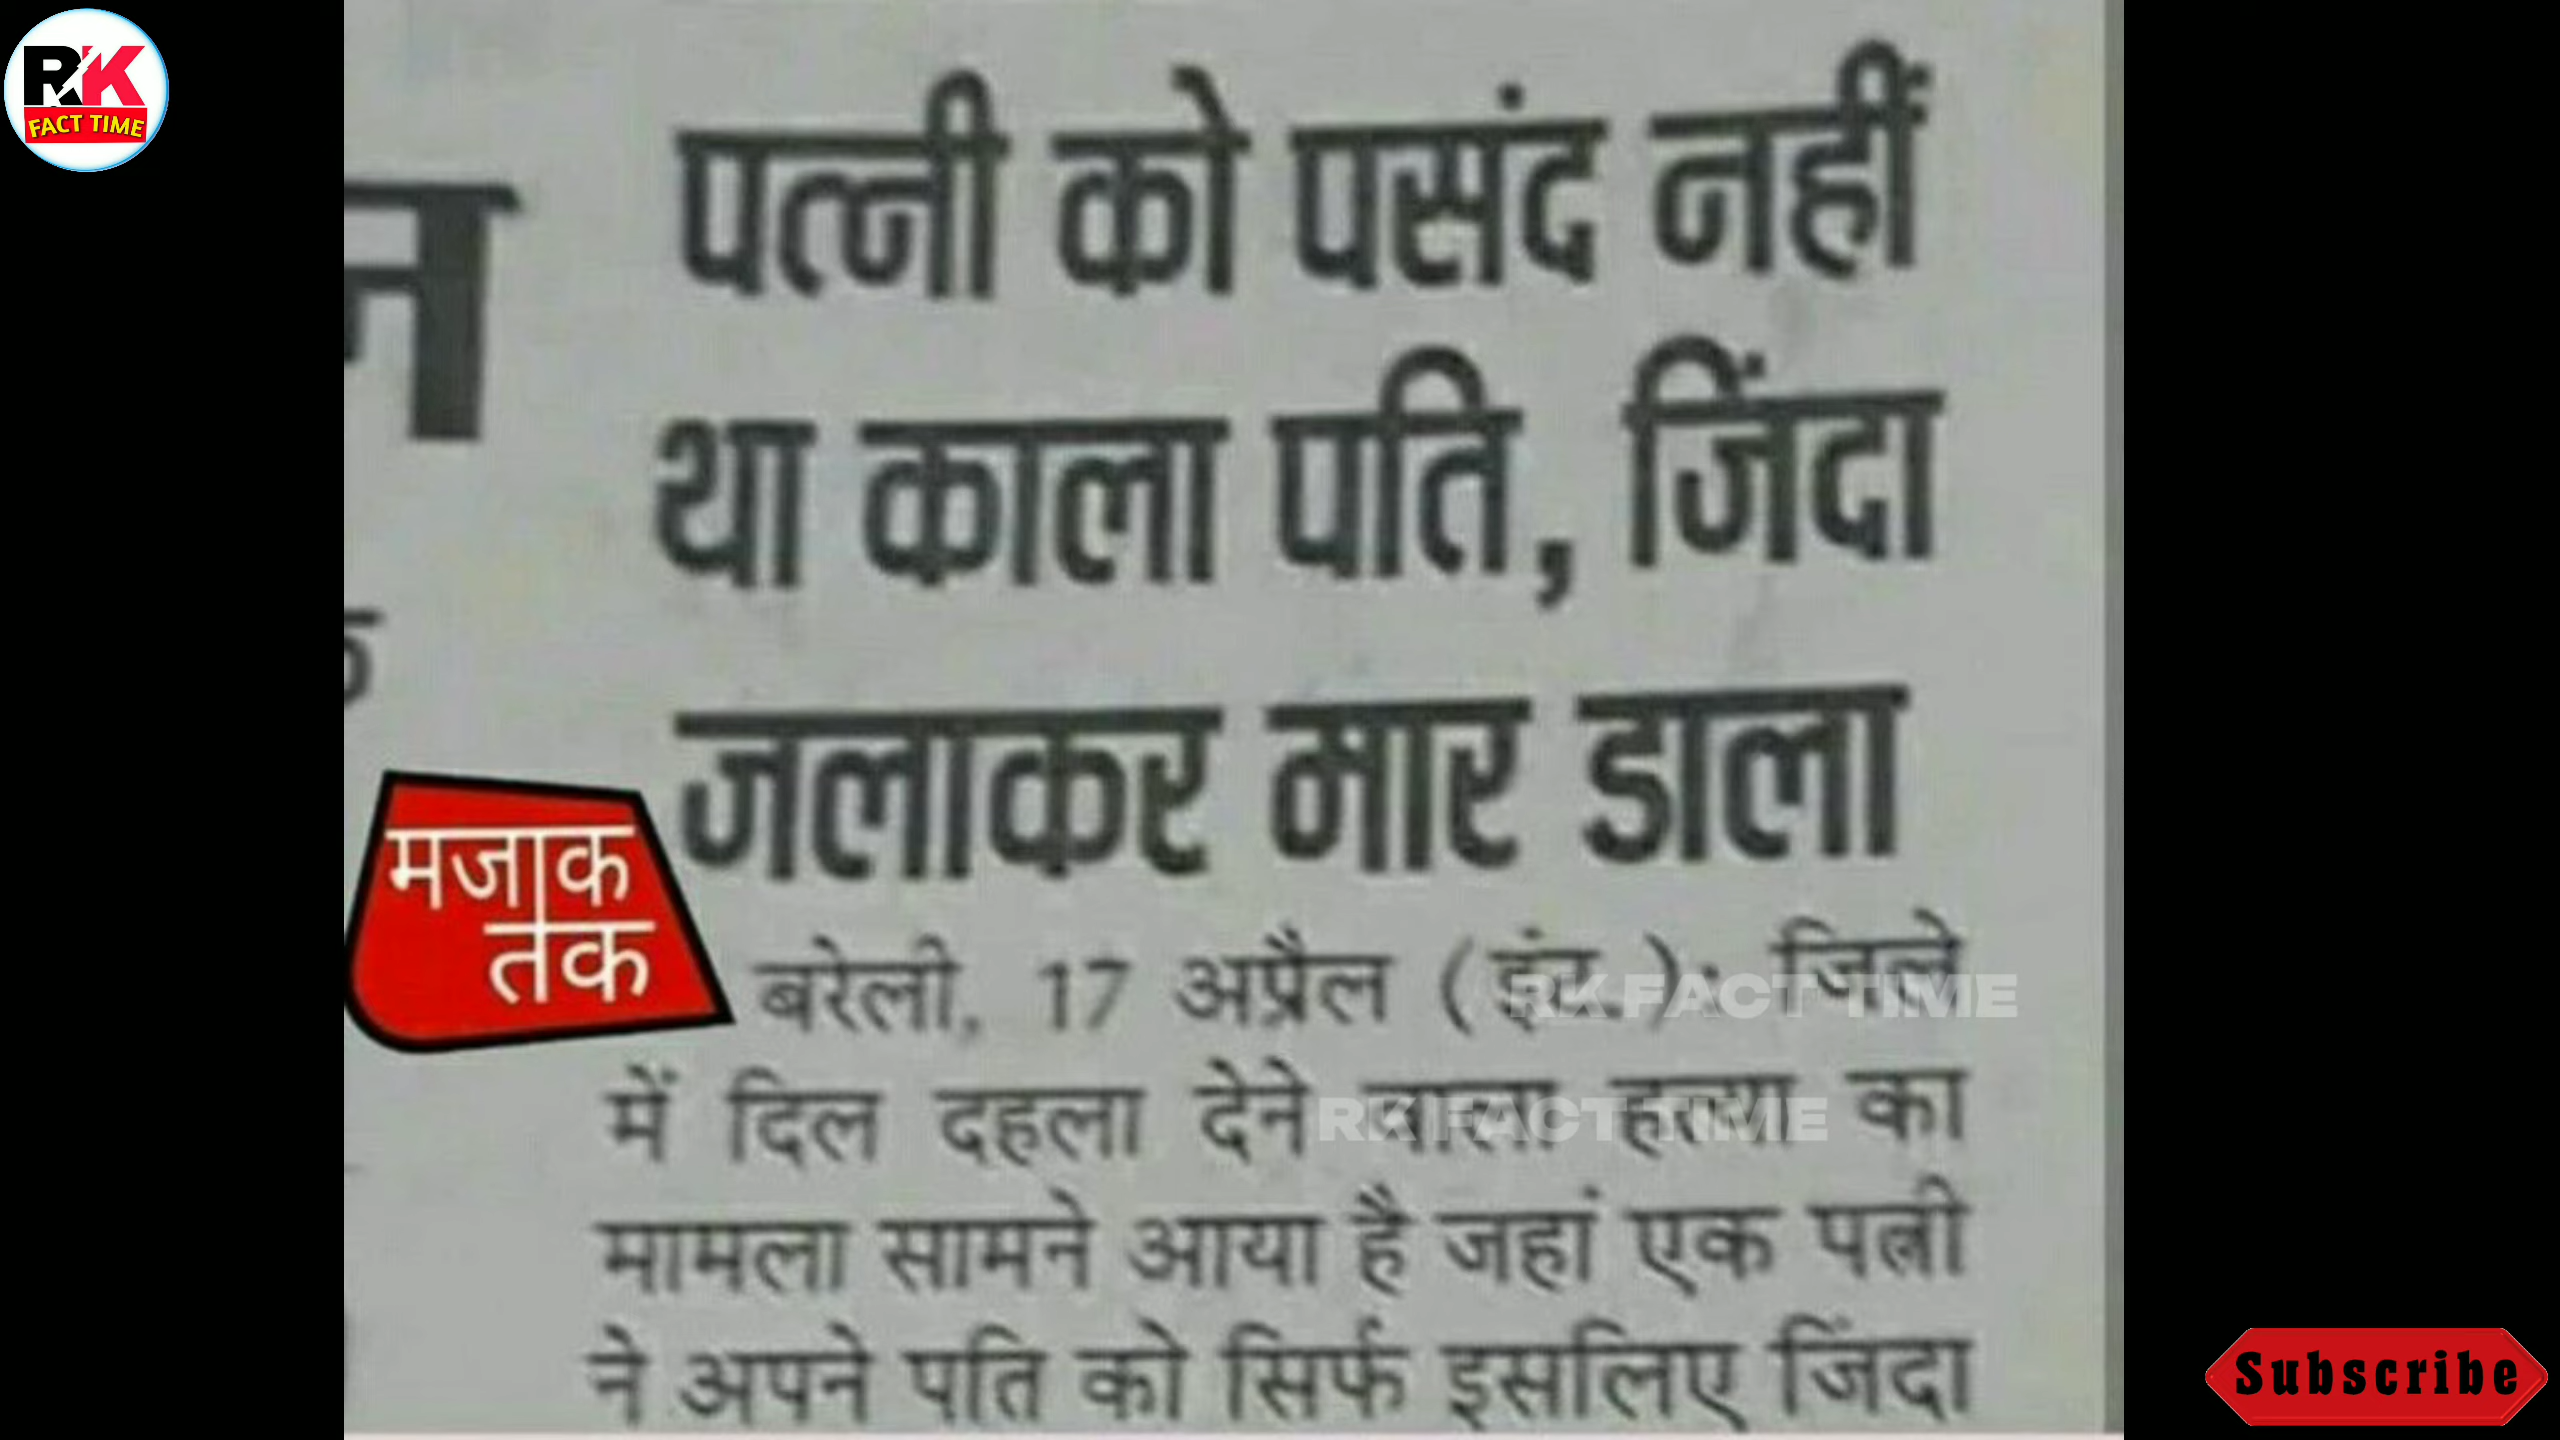 RK
FACT TIME
न
पत्नी को पसंद नहीं
था काला पति, जिंदा
जलाकर मार डाला
मजाक
तक
बरेली, 17 अप्रैल (इंट.): जिले
RK FACT TIME
में दिल दहला देने वाला हत्या का
RK FACT TIME
मामला सामने आया है जहां एक पत्नी
ने अपने पति को सिर्फ इसलिए जिंदा
Subscribe